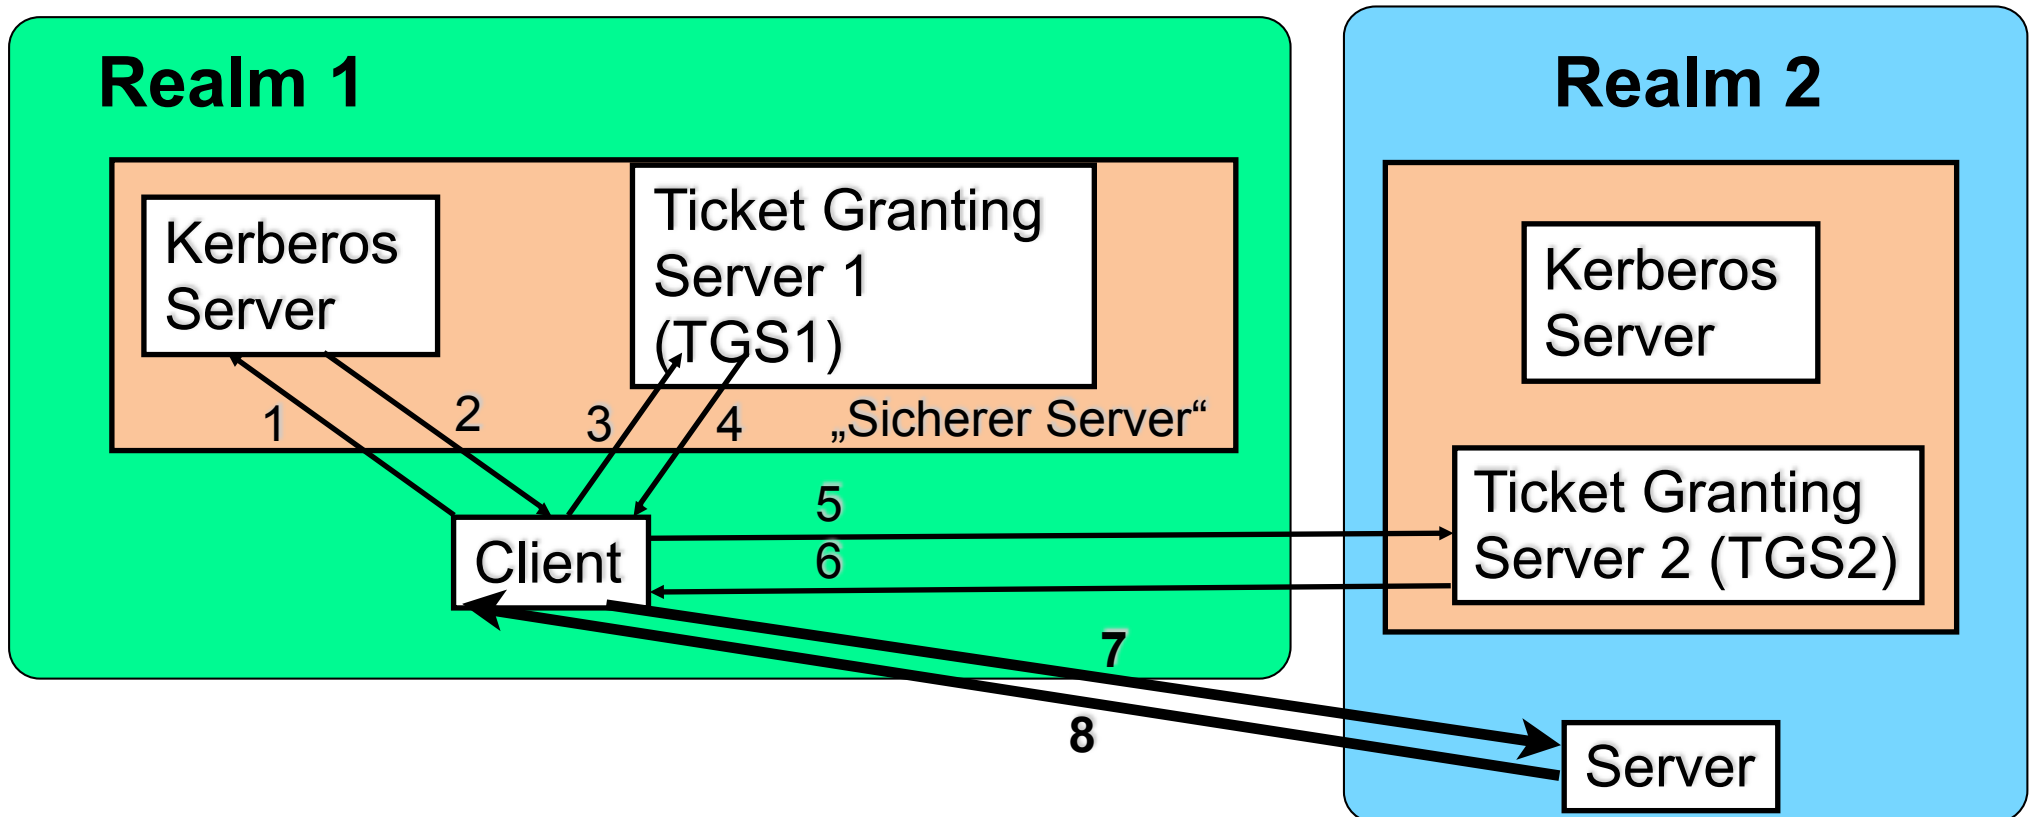 Realm 1
Realm 2
Kerberos
Server
Ticket Granting
Server 1
(TGS1)
„Sicherer Server“
Kerberos
Server
Ticket Granting
Server 2 (TGS2)
1
2
3
4
5
6
Client
7
8
Server